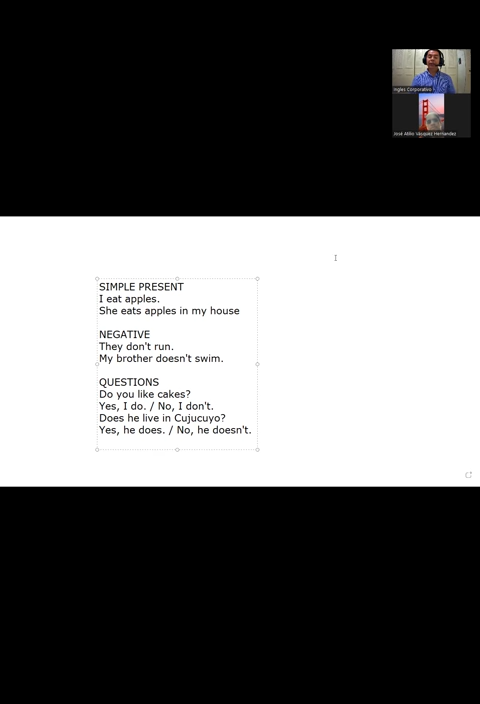 Ingles Corporativo
José Atilio Vásquez Hernandez
SIMPLE PRESENT
I eat apples.
She eats apples in my house
NEGATIVE
They don't run.
My brother doesn't swim.
QUESTIONS
Do you like cakes?
Yes, I do. / No, I don't.
Does he live in Cujucuyo?
Yes, he does. / No, he doesn't.